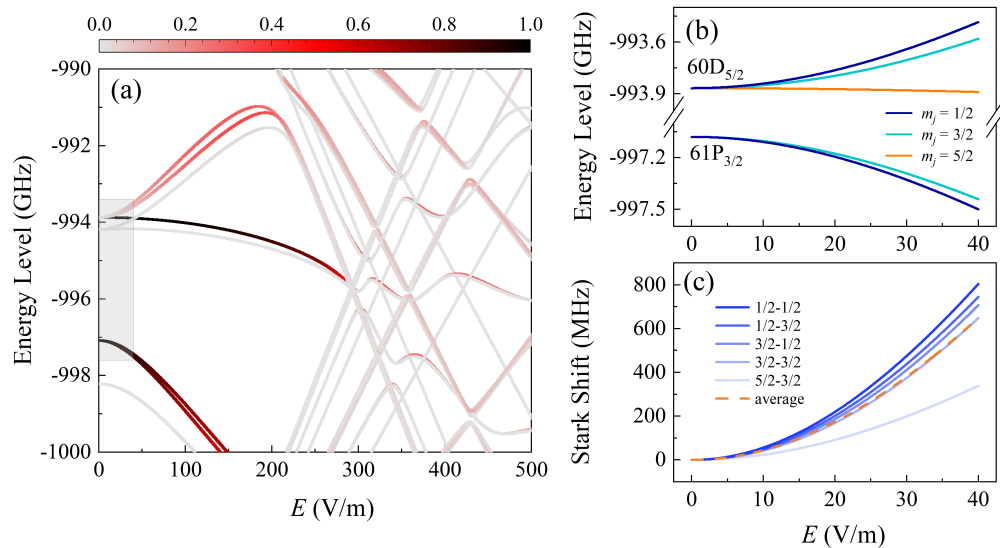 0.0 0.2 0.4 0.6 0.8 1.0
(a)
-990
-992
-994
-996
-998
-1000
Energy Level (GHz)
0 100 200 300 400 500
E (V/m)
(b)
-993.6
-993.9
-997.2
-997.5
Energy Level (GHz)
60D5/2
61P3/2
mj = 1/2
mj = 3/2
mj = 5/2
0 10 20 30 40
(c)
800
600
400
200
0
Stark Shift (MHz)
1/2-1/2
1/2-3/2
3/2-1/2
3/2-3/2
5/2-3/2
average
0 10 20 30 40
E (V/m)